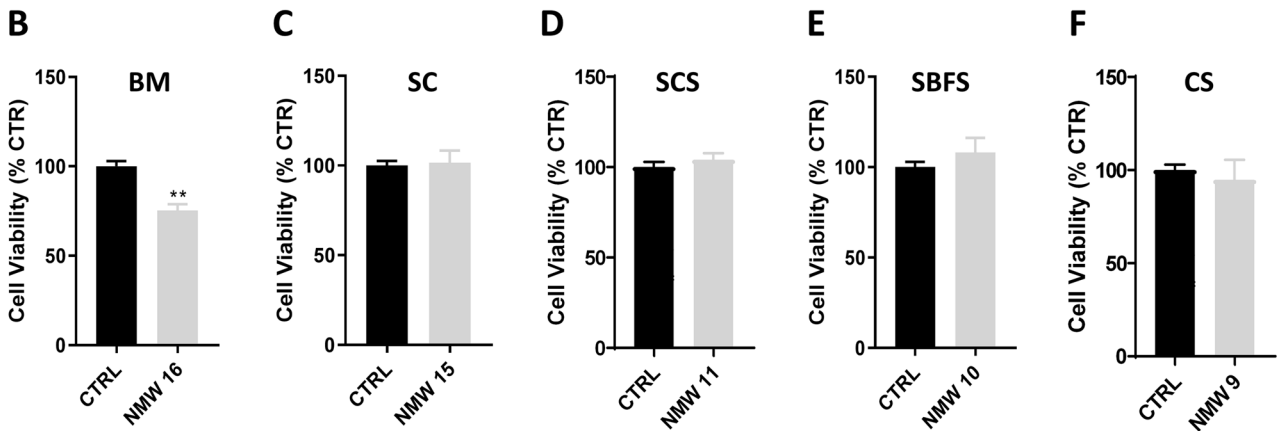 B
BM
Cell Viability (% CTR)
150
100
50
0
**
CTRL
NMW 16
C
SC
Cell Viability (% CTR)
150
100
50
0
CTRL
NMW 15
D
SCS
Cell Viability (% CTR)
150
100
50
0
CTRL
NMW 11
E
SBFS
Cell Viability (% CTR)
150
100
50
0
CTRL
NMW 10
F
CS
Cell Viability (% CTR)
150
100
50
0
CTRL
NMW 9